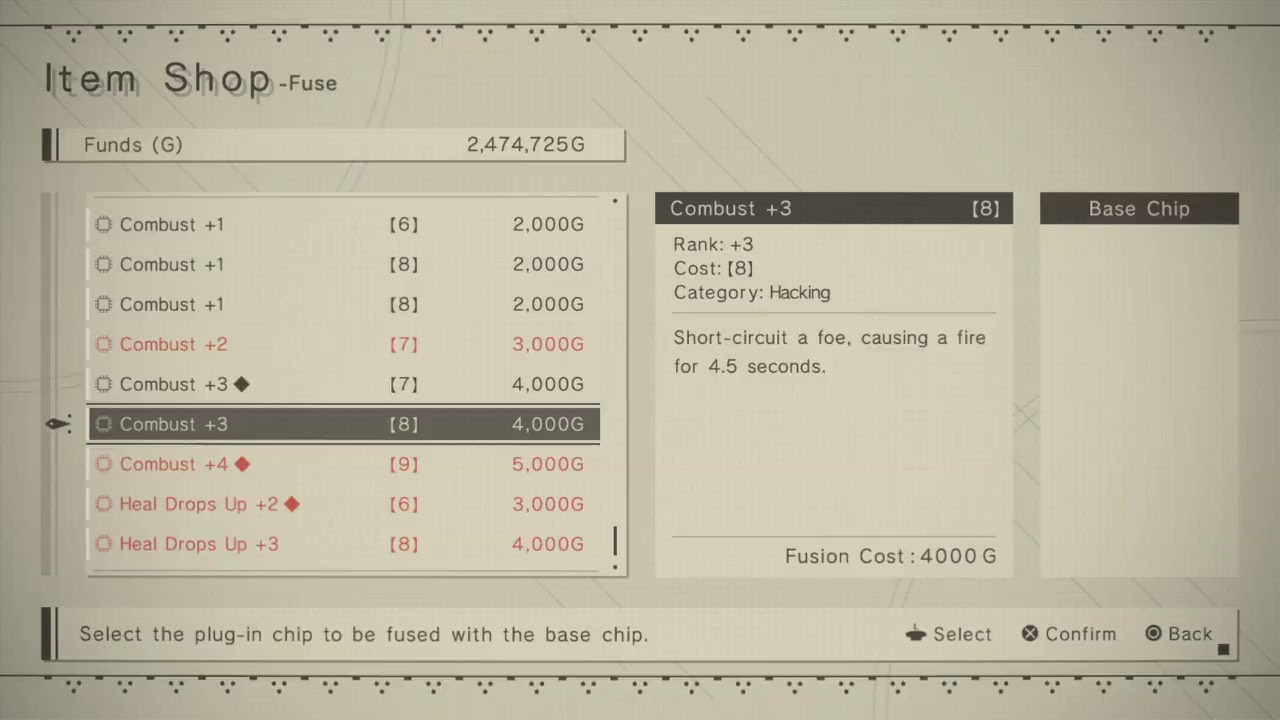 Item Shop -Fuse
Funds (G) 2,474,725G
Combust +1 [6] 2,000G
Combust +1 [8] 2,000G
Combust +1 [8] 2,000G
Combust +2 [7] 3,000G
Combust +3 ◆ [7] 4,000G
Combust +3 [8] 4,000G
Combust +4 ◆ [9] 5,000G
Heal Drops Up +2 ◆ [6] 3,000G
Heal Drops Up +3 [8] 4,000G
Combust +3 [8]
Rank: +3
Cost: [8]
Category: Hacking
Short-circuit a foe, causing a fire
for 4.5 seconds.
Fusion Cost : 4000 G
Base Chip
Select the plug-in chip to be fused with the base chip.
Select Confirm Back